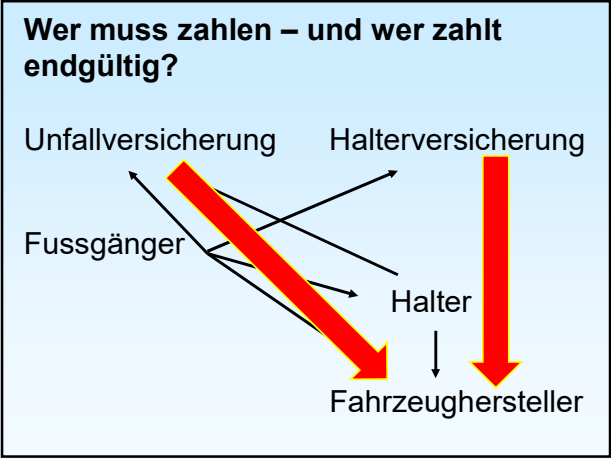 Wer muss zahlen – und wer zahlt
endgültig?
Unfallversicherung
Halterversicherung
Fussgänger
Halter
Fahrzeughersteller